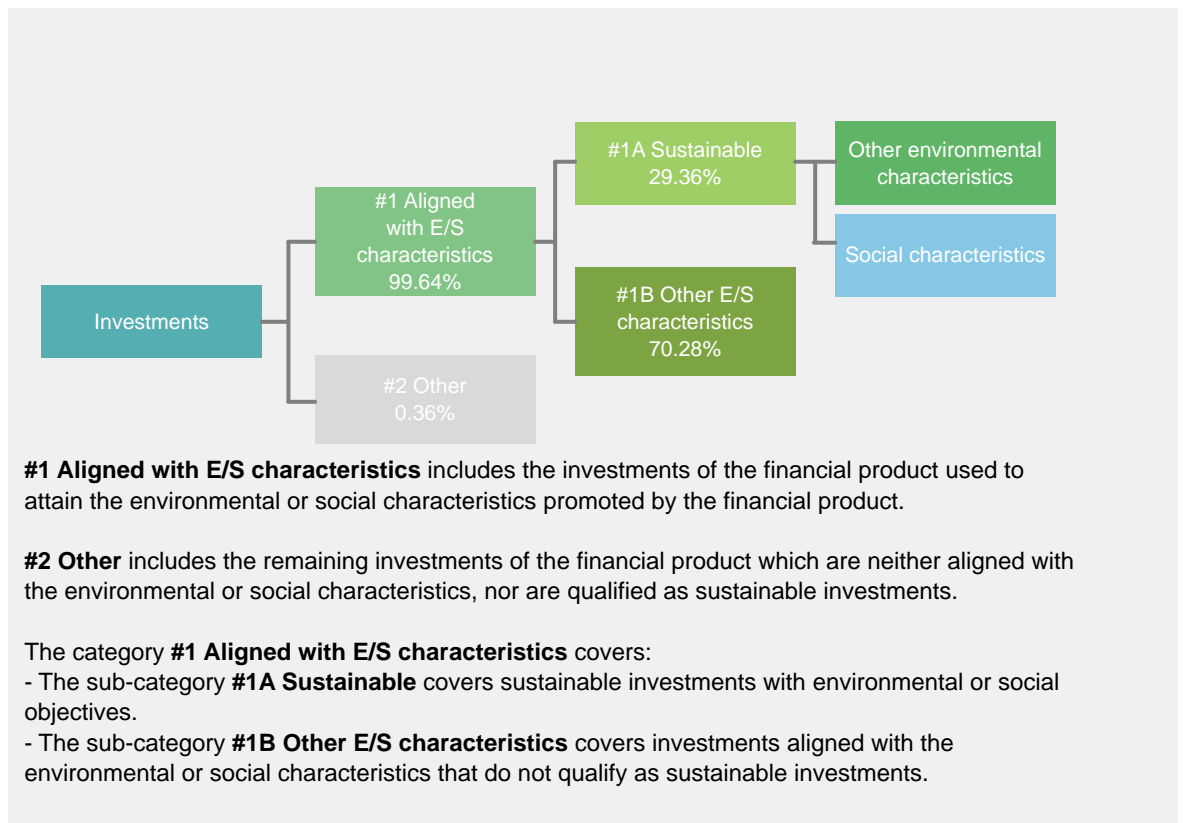 #1A Sustainable
29.36%
Other environmental
characteristics
#1 Aligned
with E/S
characteristics
99.64%
Social characteristics
Investments
#1B Other E/S
characteristics
70.28%
#2 Other
0.36%
#1 Aligned with E/S characteristics includes the investments of the financial product used to
attain the environmental or social characteristics promoted by the financial product.
#2 Other includes the remaining investments of the financial product which are neither aligned with
the environmental or social characteristics, nor are qualified as sustainable investments.
The category #1 Aligned with E/S characteristics covers:
- The sub-category #1A Sustainable covers sustainable investments with environmental or social
objectives.
- The sub-category #1B Other E/S characteristics covers investments aligned with the
environmental or social characteristics that do not qualify as sustainable investments.